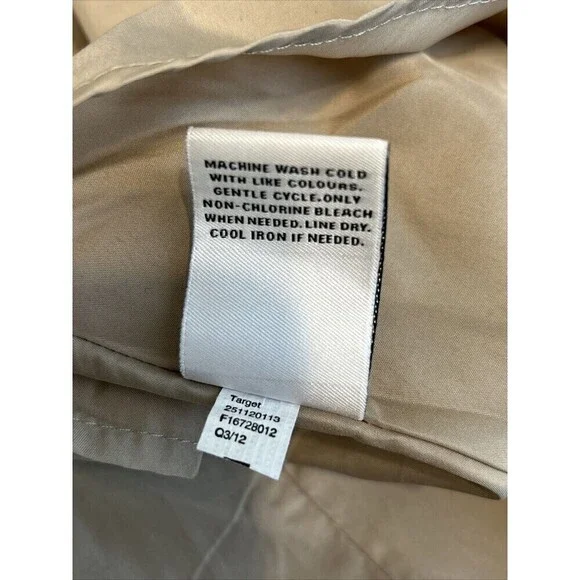 MACHINE WASH COLD
WITH LIKE COLOURS.
GENTLE CYCLE.ONLY
NON-CHLORINE BLEACH
WHEN NEEDED. LINE DRY.
COOL IRON IF NEEDED.
Target
251120113
F16728012
Q3/12